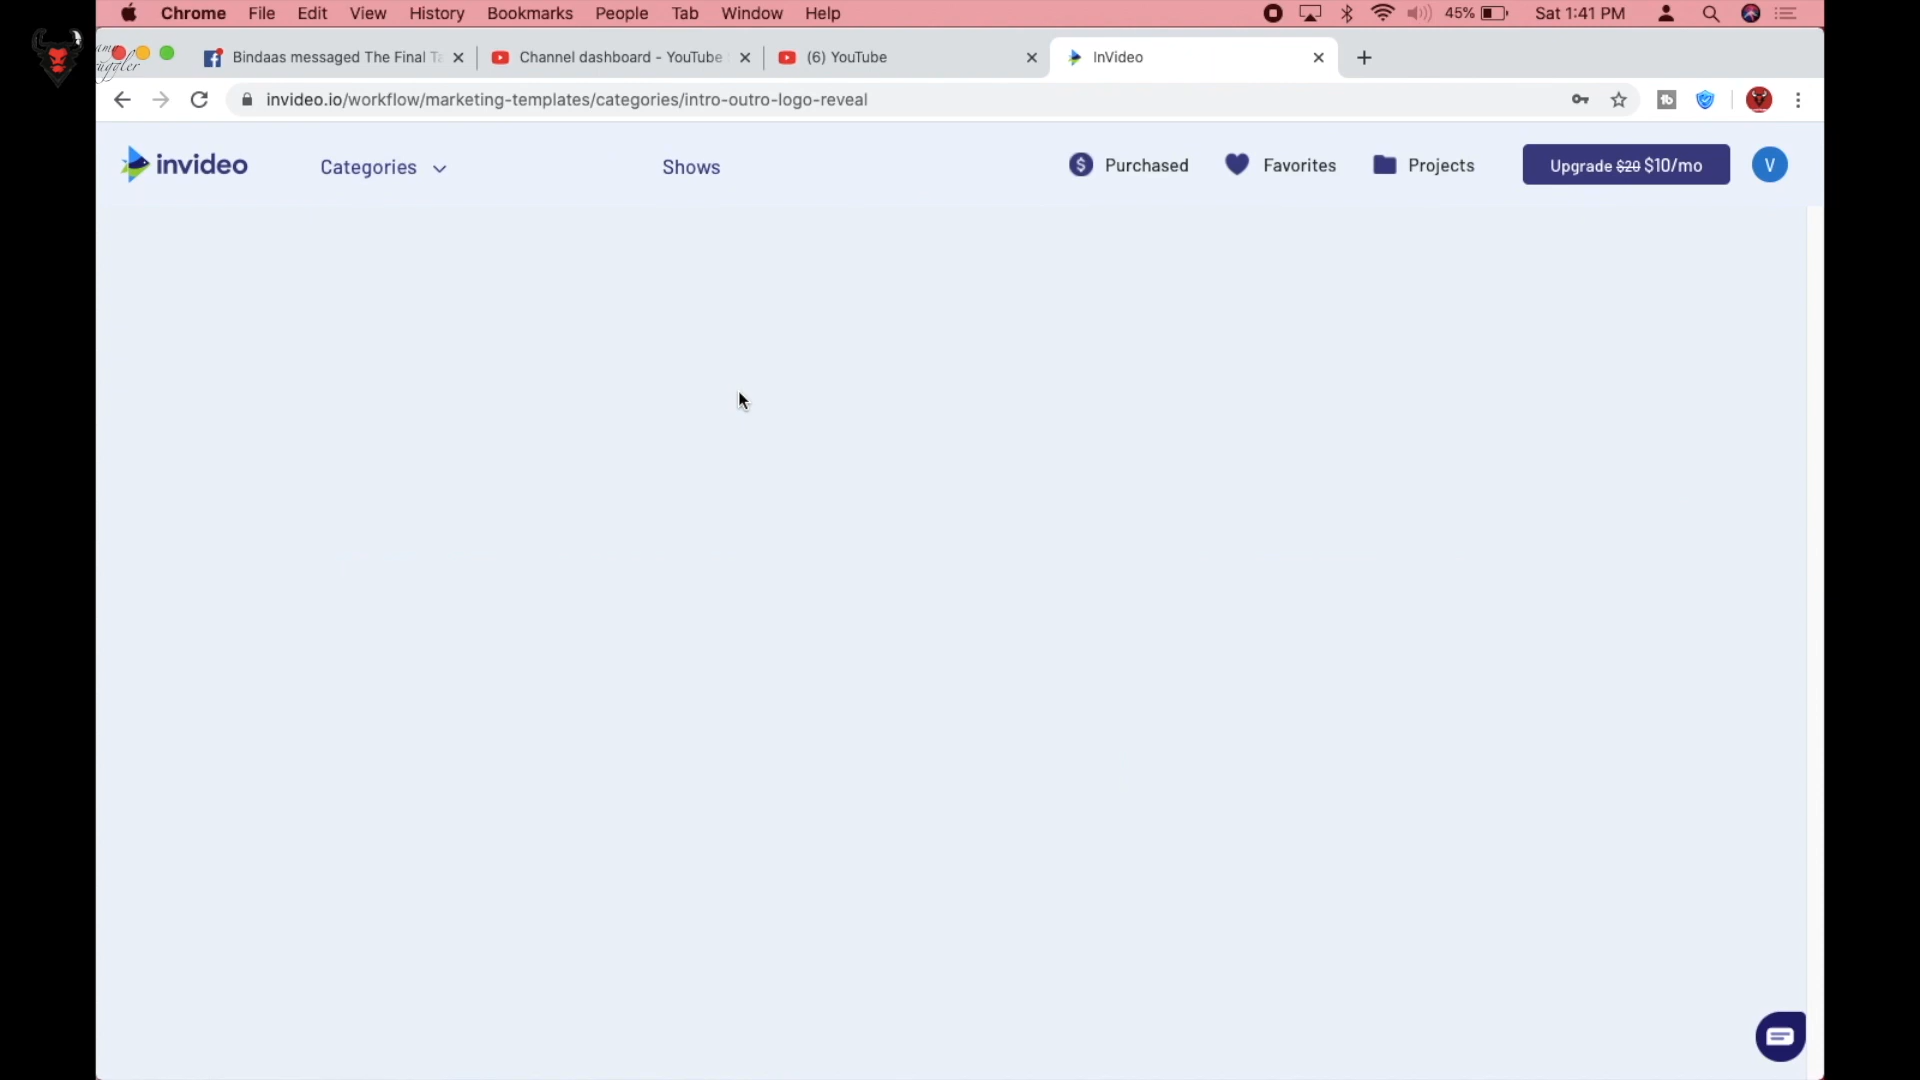 Chrome File Edit View History Bookmarks People Tab Window Help 45% Sat 1:41 PM
Bindaas messaged The Final Ta Channel dashboard - YouTube (6) YouTube InVideo
invideo.io/workflow/marketing-templates/categories/intro-outro-logo-reveal
invideo Categories Shows Purchased Favorites Projects Upgrade $20 $10/mo V